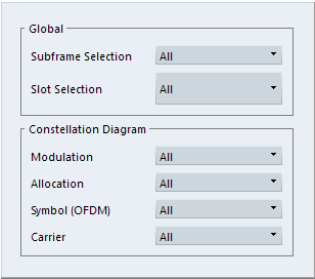 Global
Subframe Selection All
Slot Selection All
Constellation Diagram
Modulation All
Allocation All
Symbol (OFDM) All
Carrier All